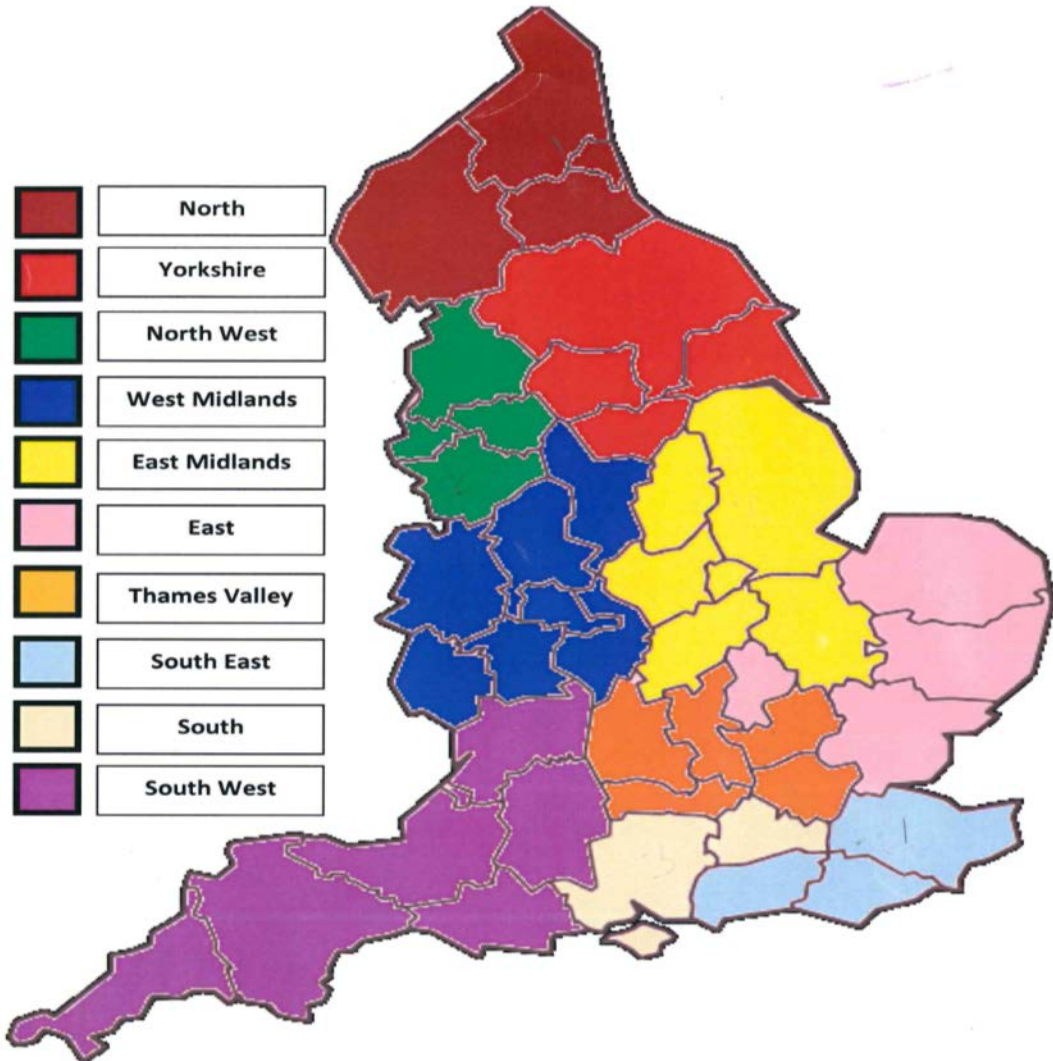 North
Yorkshire
North West
West Midlands
East Midlands
East
Thames Valley
South East
South
South West